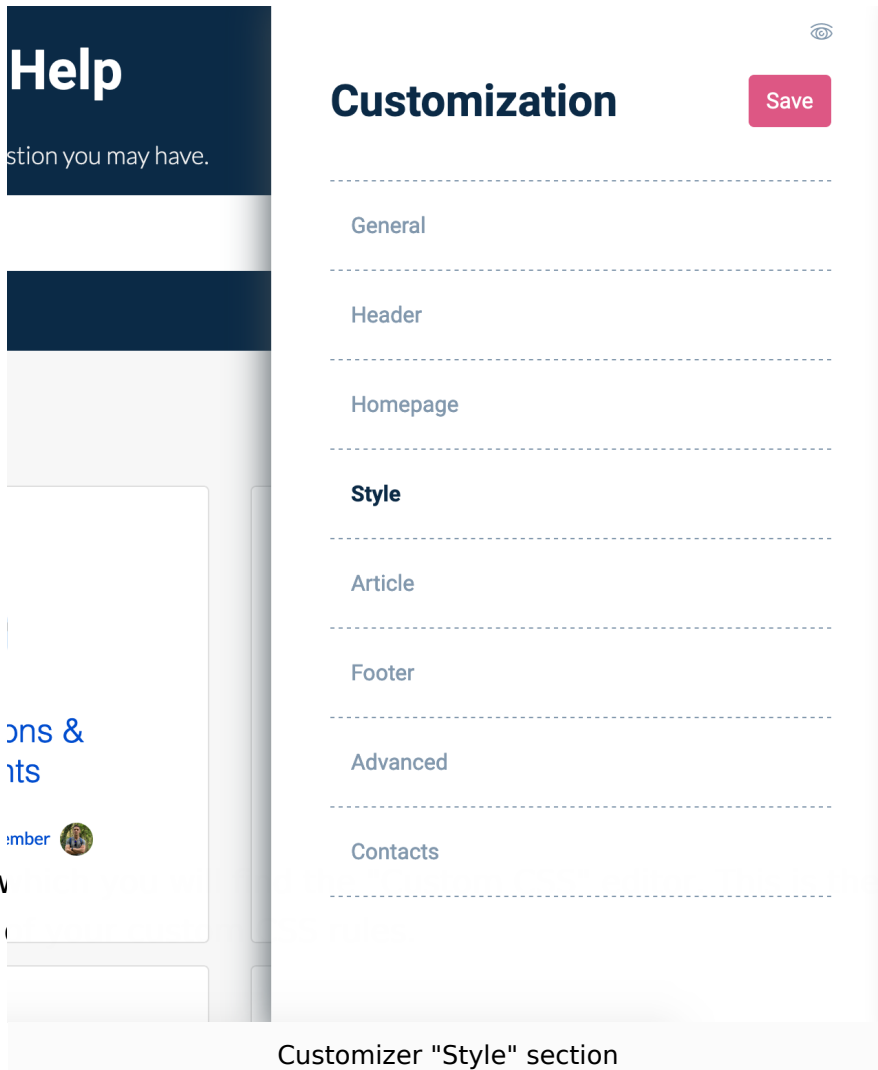 Help
stion you may have.
Customization
Save
General
Header
Homepage
Style
Article
Footer
Advanced
Contacts
ons &
nts
ember
Customizer "Style" section